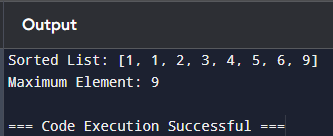 Output
Sorted List: [1, 1, 2, 3, 4, 5, 6, 9]
Maximum Element: 9
=== Code Execution Successful ===